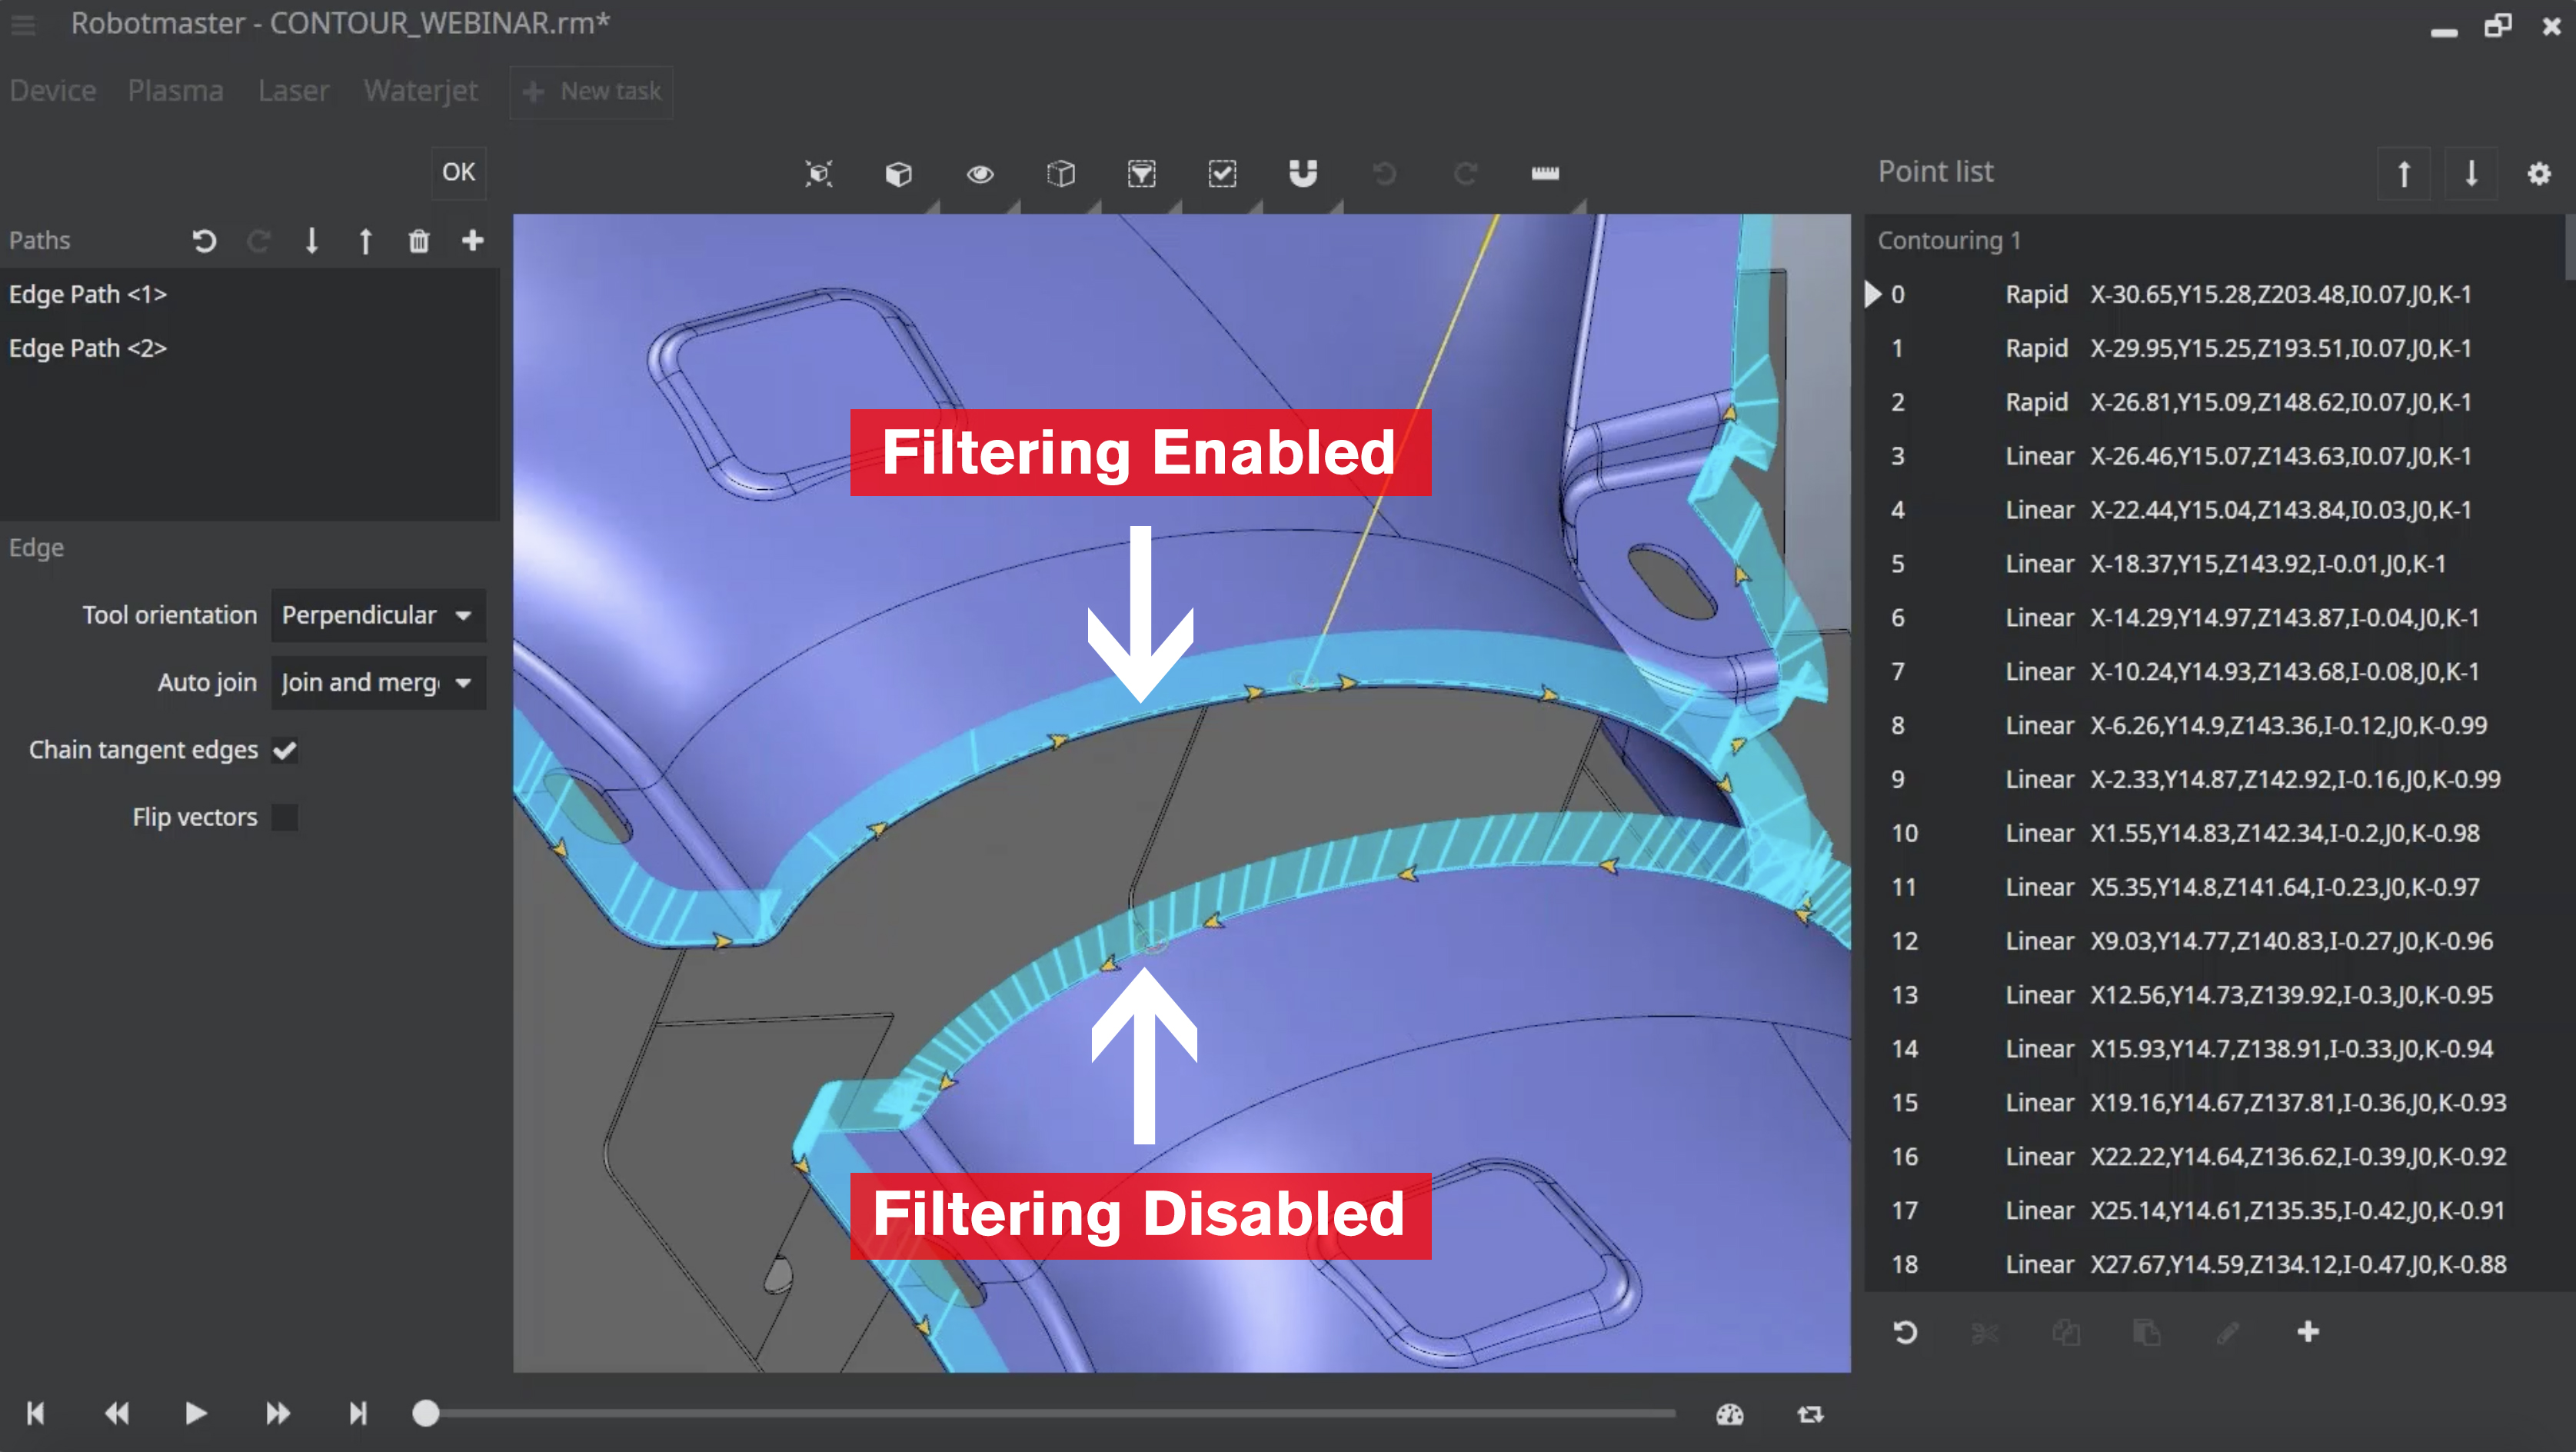 Robotmaster - CONTOUR_WEBINAR.rm*
Device Plasma Laser Waterjet + New task
OK
Paths
Edge Path <1>
Edge Path <2>
Edge
Tool orientation Perpendicular
Auto join Join and merg
Chain tangent edges
Flip vectors
Filtering Enabled
Filtering Disabled
Point list
Contouring 1
0 Rapid X-30.65,Y15.28,Z203.48,I0.07,J0,K-1
1 Rapid X-29.95,Y15.25,Z193.51,I0.07,J0,K-1
2 Rapid X-26.81,Y15.09,Z148.62,I0.07,J0,K-1
3 Linear X-26.46,Y15.07,Z143.63,I0.07,J0,K-1
4 Linear X-22.44,Y15.04,Z143.84,I0.03,J0,K-1
5 Linear X-18.37,Y15,Z143.92,I-0.01,J0,K-1
6 Linear X-14.29,Y14.97,Z143.87,I-0.04,J0,K-1
7 Linear X-10.24,Y14.93,Z143.68,I-0.08,J0,K-1
8 Linear X-6.26,Y14.9,Z143.36,I-0.12,J0,K-0.99
9 Linear X-2.33,Y14.87,Z142.92,I-0.16,J0,K-0.99
10 Linear X1.55,Y14.83,Z142.34,I-0.2,J0,K-0.98
11 Linear X5.35,Y14.8,Z141.64,I-0.23,J0,K-0.97
12 Linear X9.03,Y14.77,Z140.83,I-0.27,J0,K-0.96
13 Linear X12.56,Y14.73,Z139.92,I-0.3,J0,K-0.95
14 Linear X15.93,Y14.7,Z138.91,I-0.33,J0,K-0.94
15 Linear X19.16,Y14.67,Z137.81,I-0.36,J0,K-0.93
16 Linear X22.22,Y14.64,Z136.62,I-0.39,J0,K-0.92
17 Linear X25.14,Y14.61,Z135.35,I-0.42,J0,K-0.91
18 Linear X27.67,Y14.59,Z134.12,I-0.47,J0,K-0.88